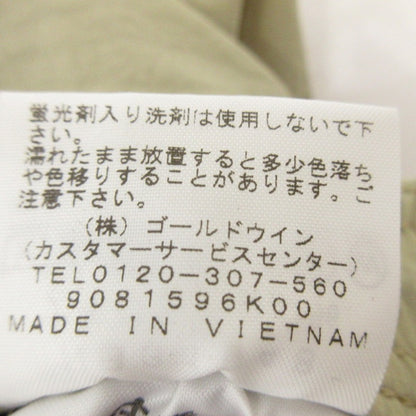 蛍光剤入り洗剤は使用しないで下
さい。
濡れたまま放置すると多少色落ち
や色移りすることがあります。ご
注意下さい。
(株) ゴールドウイン
(カスタマーサービスセンター)
TEL0120-307-560
9081596K00
MADE IN VIETNAM